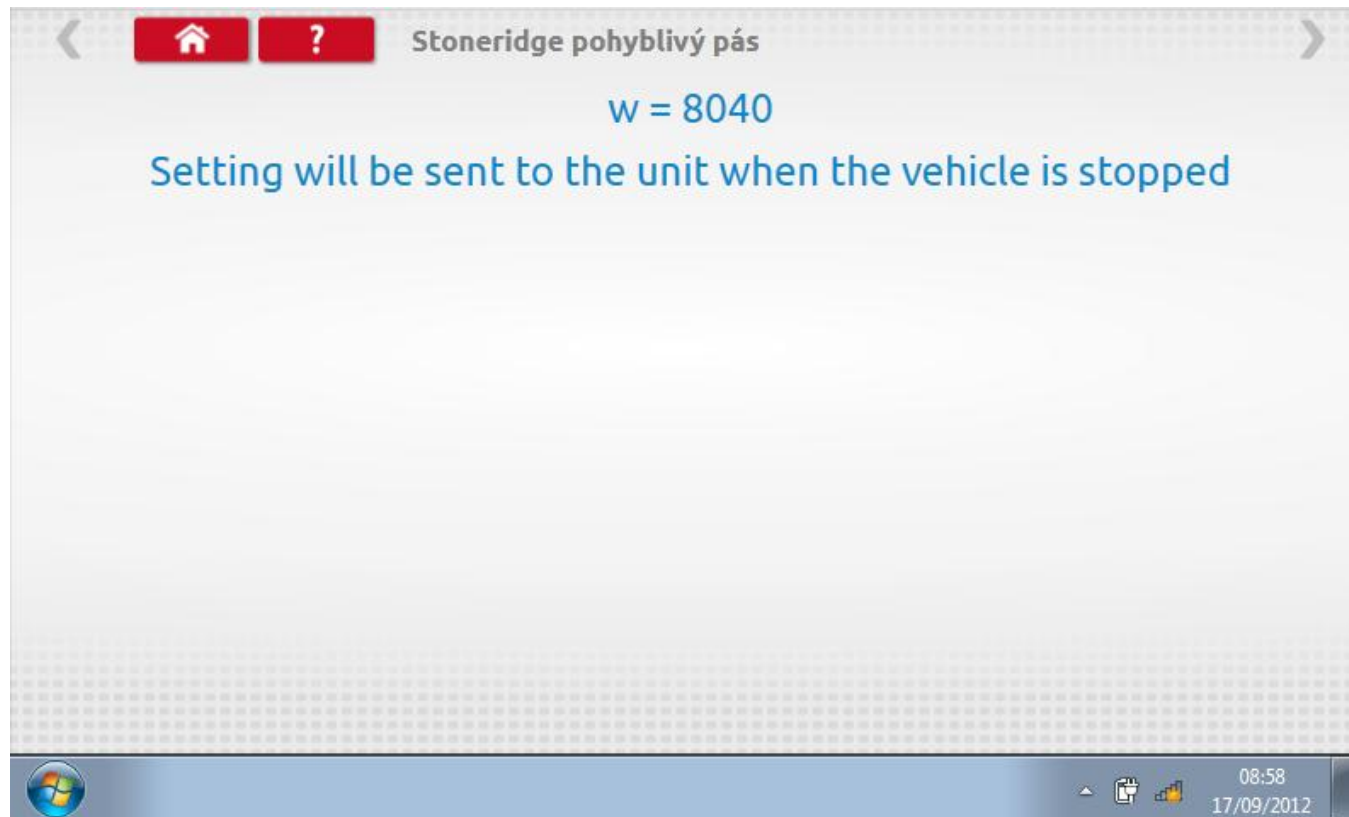 ? Stoneridge pohyblivý pás
w = 8040
Setting will be sent to the unit when the vehicle is stopped
08:58
17/09/2012